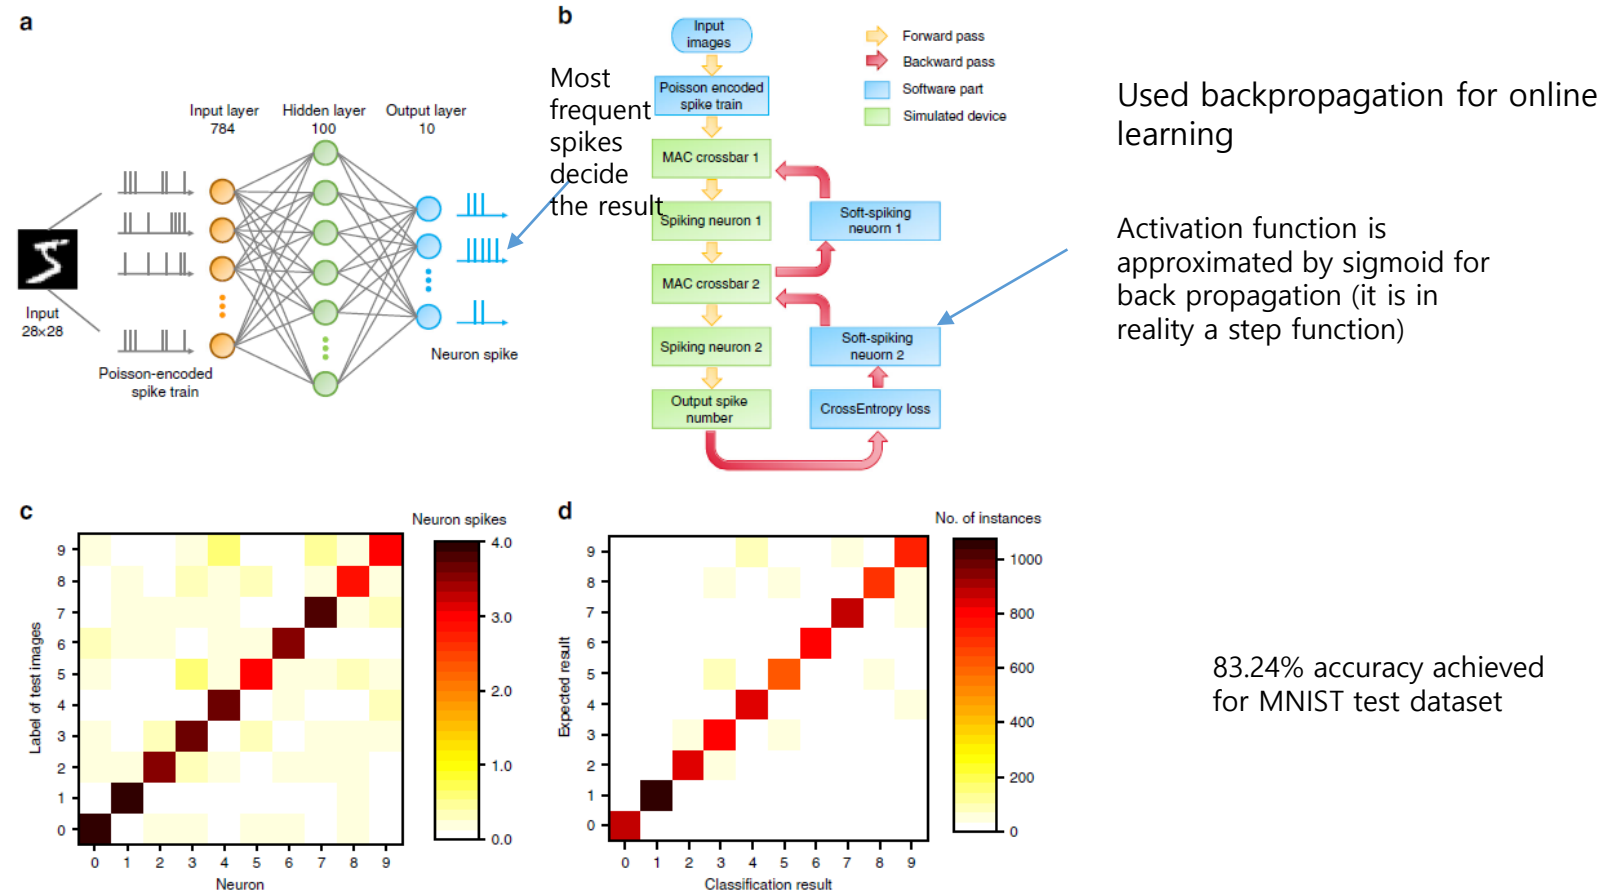 a
Input layer
784
Hidden layer
100
Output layer
10
Input
28×28
Poisson-encoded
spike train
Neuron spike
Most
frequent
spikes
decide
the result
b
Input
images
Poisson encoded
spike train
MAC crossbar 1
Spiking neuron 1
MAC crossbar 2
Spiking neuron 2
Output spike
number
Soft-spiking
neuorn 1
Soft-spiking
neuorn 2
CrossEntropy loss
Forward pass
Backward pass
Software part
Simulated device
Used backpropagation for online
learning
Activation function is
approximated by sigmoid for
back propagation (it is in
reality a step function)
c
Neuron spikes
4.0
3.0
2.0
1.0
0.0
Label of test images
9
8
7
6
5
4
3
2
1
0
0 1 2 3 4 5 6 7 8 9
Neuron
d
No. of instances
1000
800
600
400
200
0
Expected result
9
8
7
6
5
4
3
2
1
0
0 1 2 3 4 5 6 7 8 9
Classification result
83.24% accuracy achieved
for MNIST test dataset